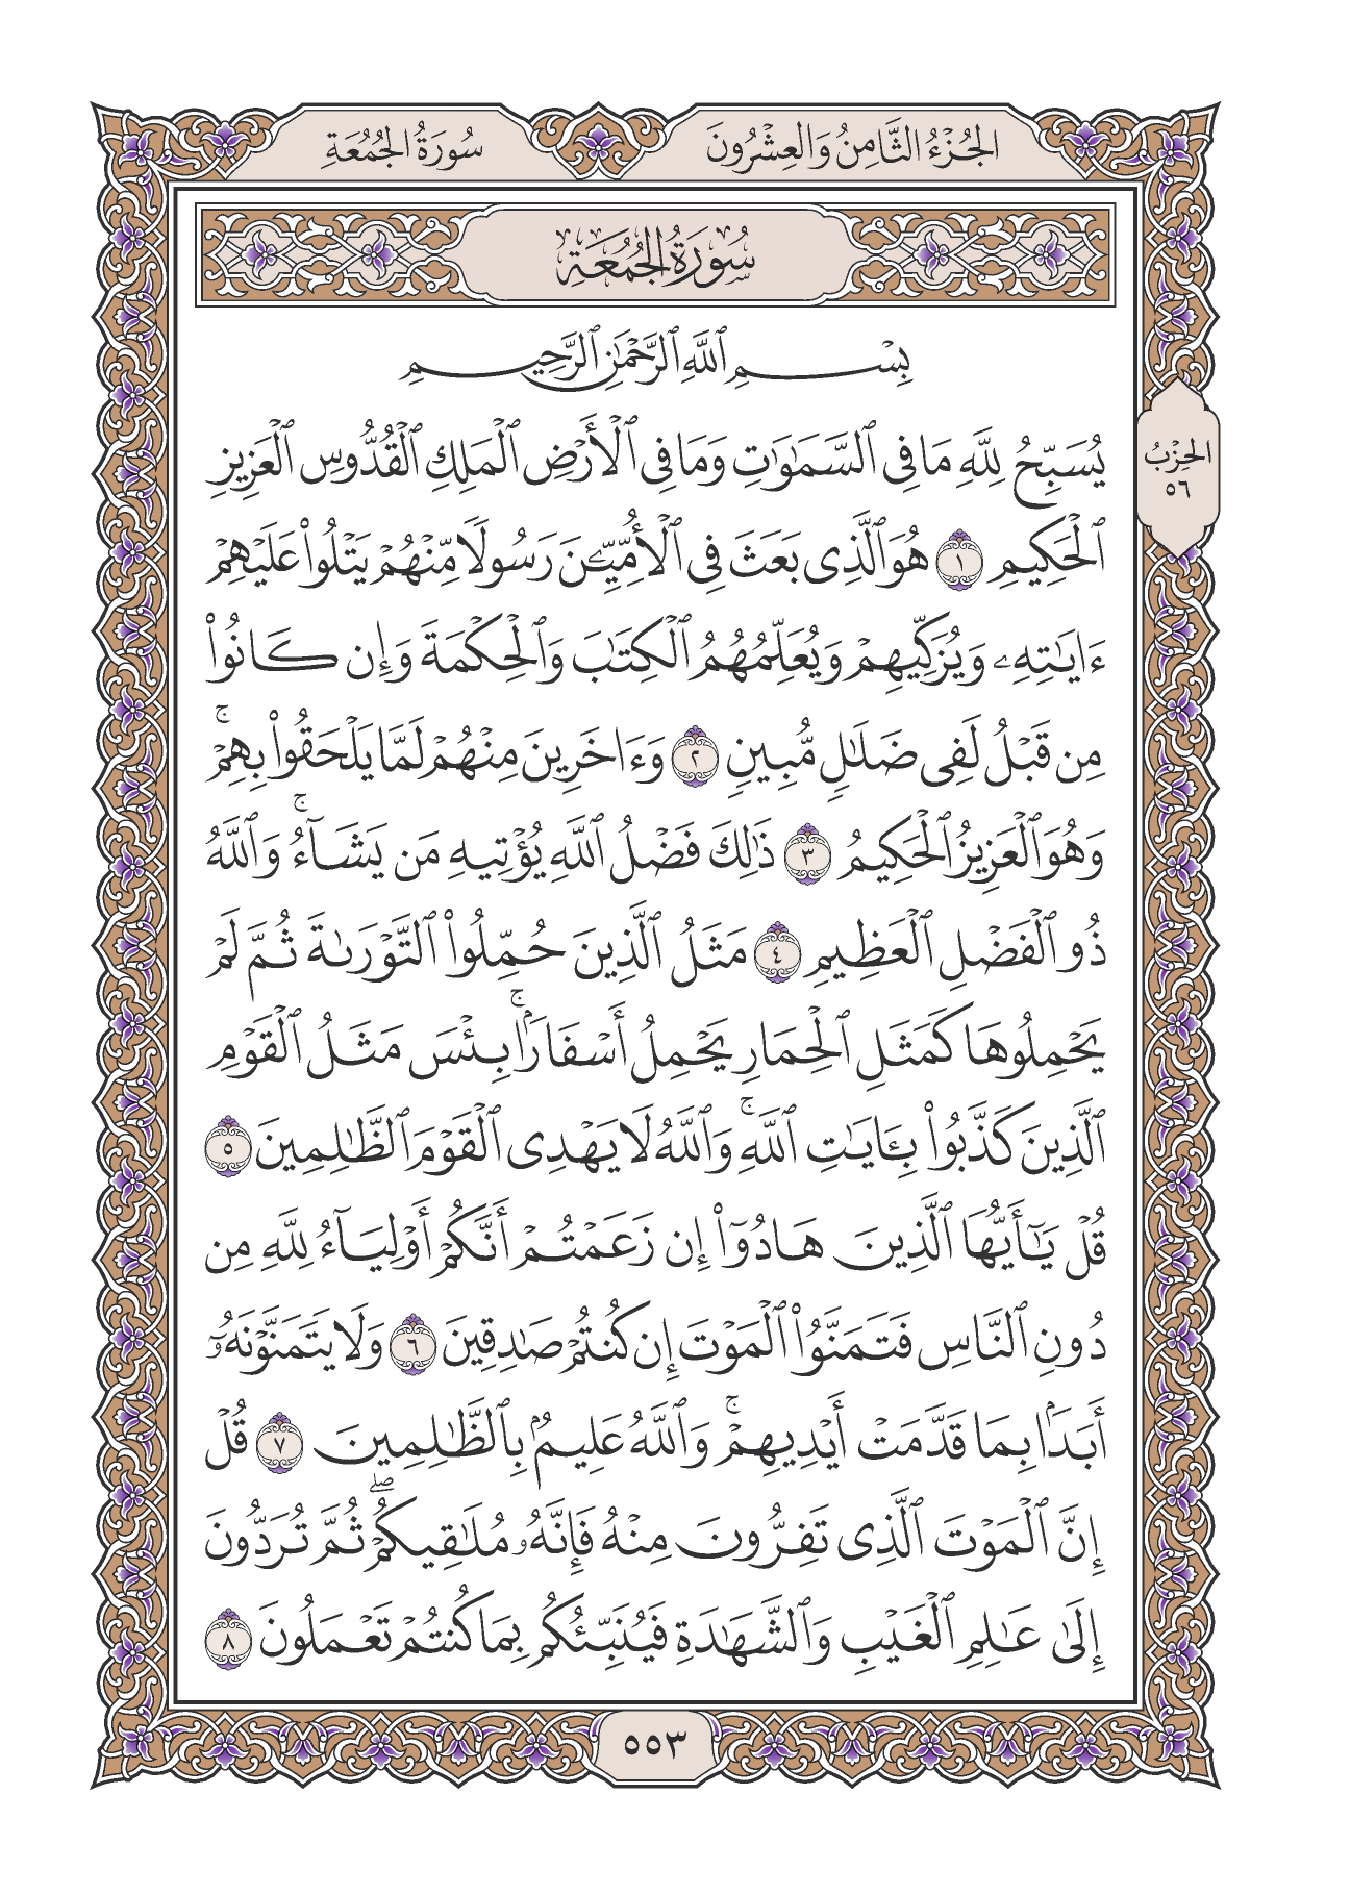 الجُزْءُ الثَّامِنُ وَالعِشْرُونَ
سُورَةُ الجُمُعَةِ
سُورَةُ الجُمُعَةِ
بِسْمِ ٱللَّهِ ٱلرَّحْمَٰنِ ٱلرَّحِيمِ
يُسَبِّحُ لِلَّهِ مَا فِي ٱلسَّمَٰوَٰتِ وَمَا فِي ٱلْأَرْضِ ٱلْمَلِكِ ٱلْقُدُّوسِ ٱلْعَزِيزِ
ٱلْحَكِيمِ ١ هُوَ ٱلَّذِي بَعَثَ فِي ٱلْأُمِّيِّـۧنَ رَسُولًا مِّنْهُمْ يَتْلُوا۟ عَلَيْهِمْ
ءَايَٰتِهِۦ وَيُزَكِّيهِمْ وَيُعَلِّمُهُمُ ٱلْكِتَٰبَ وَٱلْحِكْمَةَ وَإِن كَانُوا۟
مِن قَبْلُ لَفِي ضَلَٰلٍ مُّبِينٍ ٢ وَءَاخَرِينَ مِنْهُمْ لَمَّا يَلْحَقُوا۟ بِهِمْۚ
وَهُوَ ٱلْعَزِيزُ ٱلْحَكِيمُ ٣ ذَٰلِكَ فَضْلُ ٱللَّهِ يُؤْتِيهِ مَن يَشَآءُۚ وَٱللَّهُ
ذُو ٱلْفَضْلِ ٱلْعَظِيمِ ٤ مَثَلُ ٱلَّذِينَ حُمِّلُوا۟ ٱلتَّوْرَىٰةَ ثُمَّ لَمْ
يَحْمِلُوهَا كَمَثَلِ ٱلْحِمَارِ يَحْمِلُ أَسْفَارًۢاۚ بِئْسَ مَثَلُ ٱلْقَوْمِ
ٱلَّذِينَ كَذَّبُوا۟ بِـَٔايَٰتِ ٱللَّهِۚ وَٱللَّهُ لَا يَهْدِي ٱلْقَوْمَ ٱلظَّٰلِمِينَ ٥
قُلْ يَٰٓأَيُّهَا ٱلَّذِينَ هَادُوٓا۟ إِن زَعَمْتُمْ أَنَّكُمْ أَوْلِيَآءُ لِلَّهِ مِن
دُونِ ٱلنَّاسِ فَتَمَنَّوُا۟ ٱلْمَوْتَ إِن كُنتُمْ صَٰدِقِينَ ٦ وَلَا يَتَمَنَّوْنَهُۥٓ
أَبَدًۢا بِمَا قَدَّمَتْ أَيْدِيهِمْۚ وَٱللَّهُ عَلِيمٌۢ بِٱلظَّٰلِمِينَ ٧ قُلْ
إِنَّ ٱلْمَوْتَ ٱلَّذِي تَفِرُّونَ مِنْهُ فَإِنَّهُۥ مُلَٰقِيكُمْۖ ثُمَّ تُرَدُّونَ
إِلَىٰ عَٰلِمِ ٱلْغَيْبِ وَٱلشَّهَٰدَةِ فَيُنَبِّئُكُم بِمَا كُنتُمْ تَعْمَلُونَ ٨
الحِزْبُ
٥٦
٥٥٣